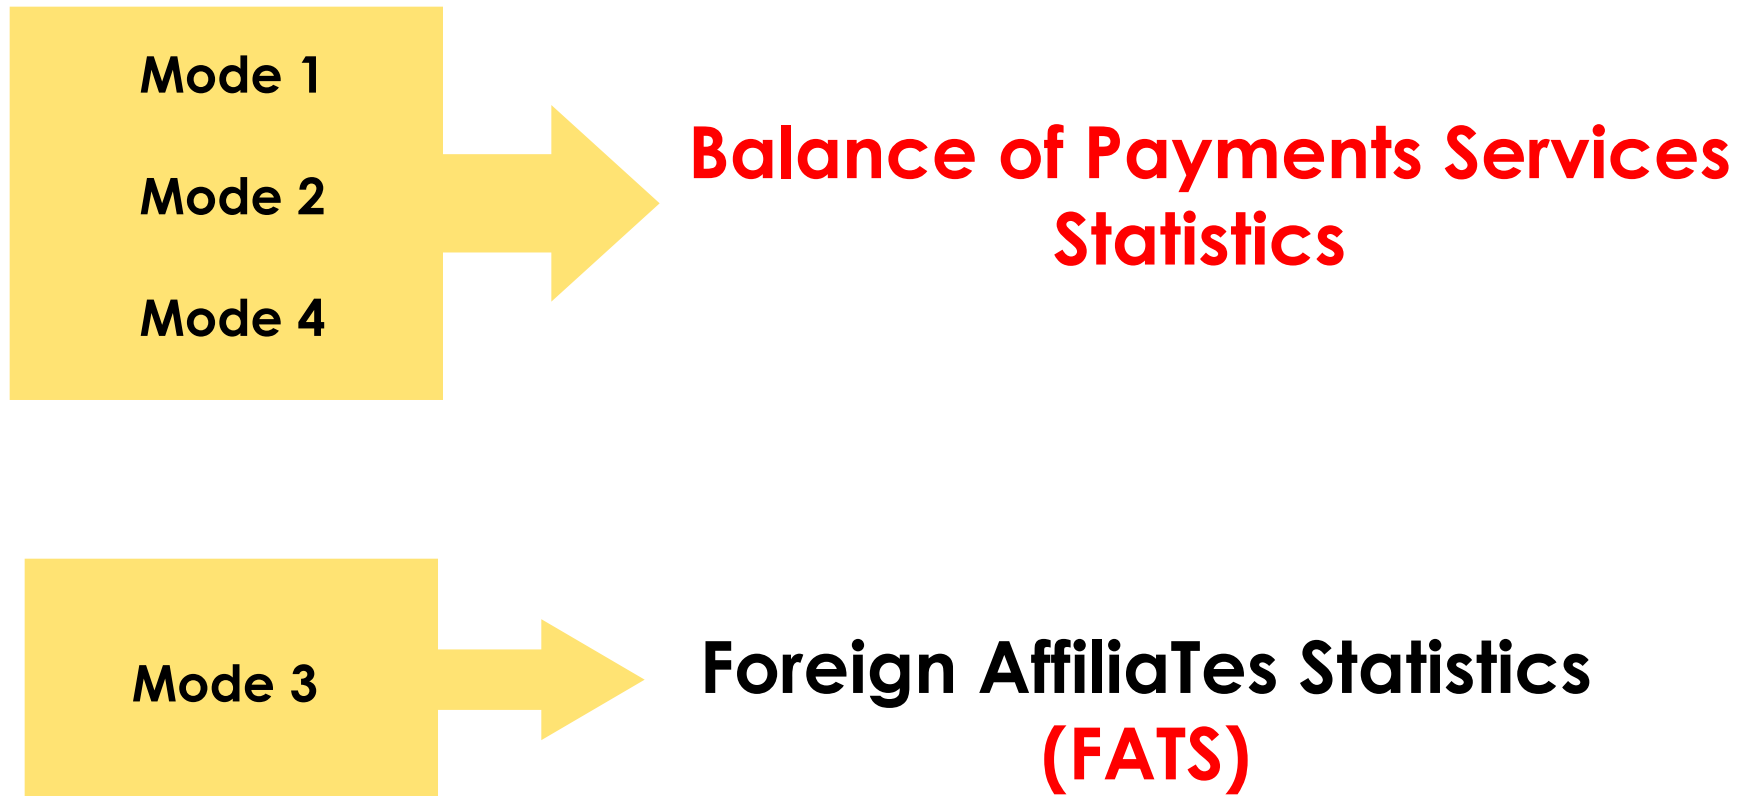 Mode 1
Mode 2
Mode 4
Balance of Payments Services
Statistics
Mode 3
Foreign AffiliaTes Statistics
(FATS)